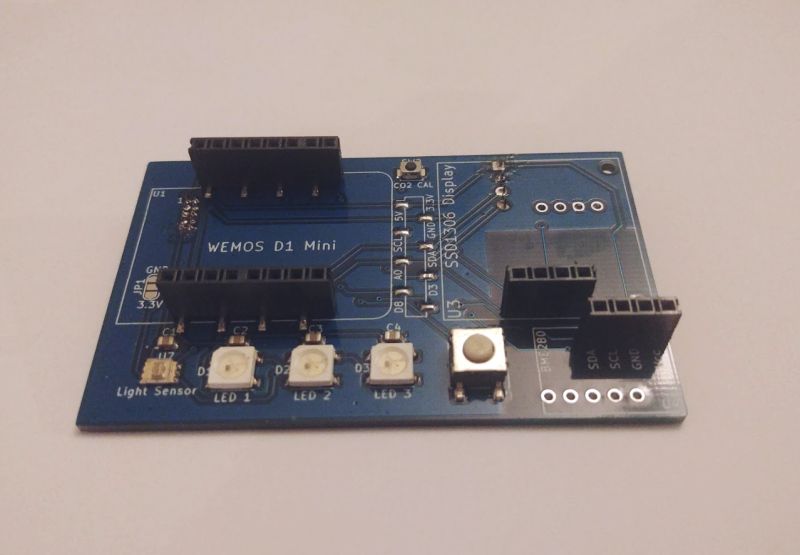 U1
1
CO2 CAL
WEMOS D1 Mini
5V
3.3V
SCL
GND
A0
SDA
D8
D3
SSD1306 Display
U3
GND
JP1
3.3V
C1
C2
C3
C4
U2
D1
D2
D3
Light Sensor
LED 1
LED 2
LED 3
BME280
SDA
SCL
GND